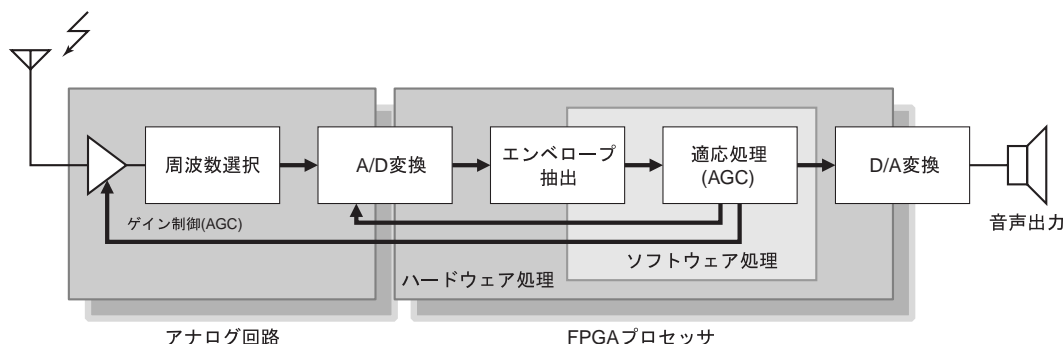 周波数選択
A/D変換
エンベロープ
抽出
適応処理
(AGC)
D/A変換
音声出力
ゲイン制御(AGC)
ソフトウェア処理
ハードウェア処理
アナログ回路
FPGAプロセッサ